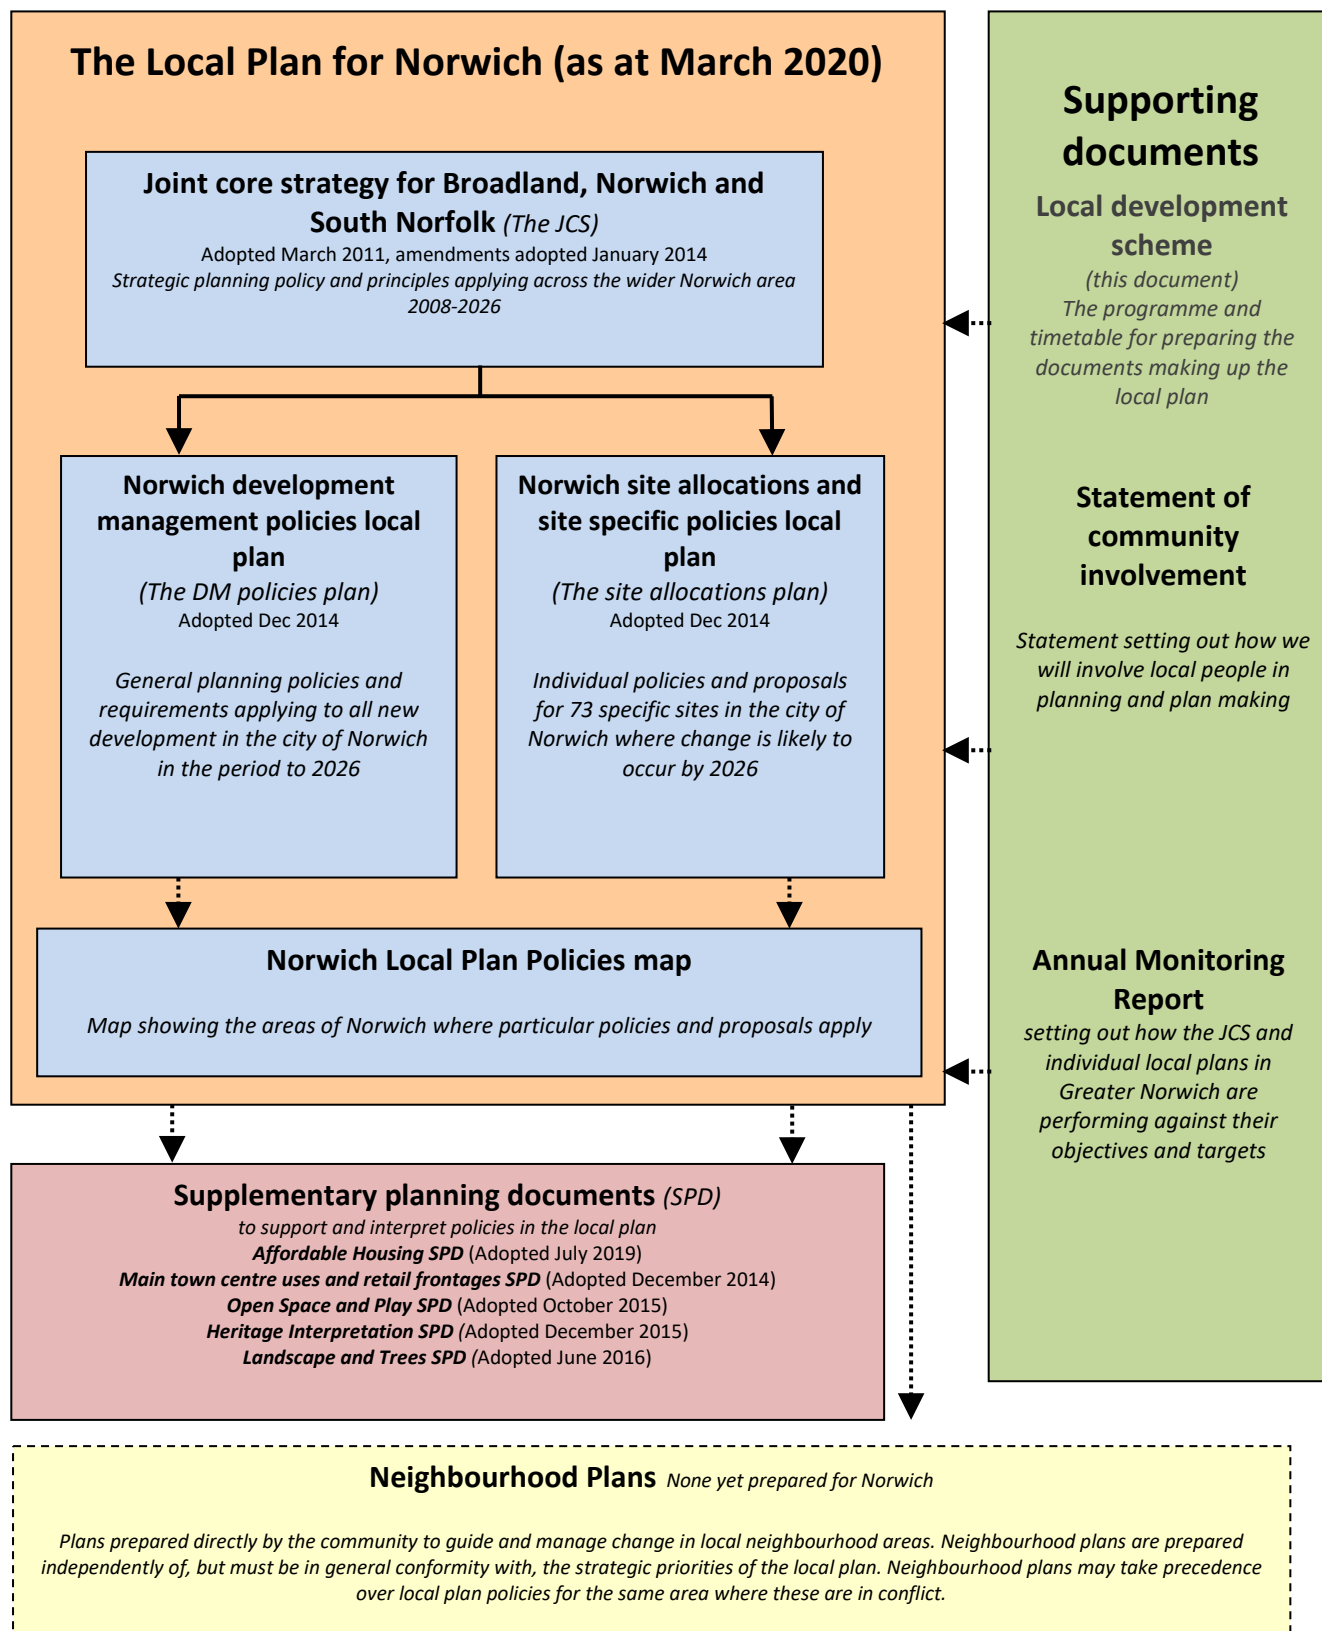 The Local Plan for Norwich (as at March 2020)
Joint core strategy for Broadland, Norwich and
South Norfolk (The JCS)
Adopted March 2011, amendments adopted January 2014
Strategic planning policy and principles applying across the wider Norwich area
2008-2026
Norwich development
management policies local
plan
(The DM policies plan)
Adopted Dec 2014
General planning policies and
requirements applying to all new
development in the city of Norwich
in the period to 2026
Norwich site allocations and
site specific policies local
plan
(The site allocations plan)
Adopted Dec 2014
Individual policies and proposals
for 73 specific sites in the city of
Norwich where change is likely to
occur by 2026
Norwich Local Plan Policies map
Map showing the areas of Norwich where particular policies and proposals apply
Supporting
documents
Local development
scheme
(this document)
The programme and
timetable for preparing the
documents making up the
local plan
Statement of
community
involvement
Statement setting out how we
will involve local people in
planning and plan making
Annual Monitoring
Report
setting out how the JCS and
individual local plans in
Greater Norwich are
performing against their
objectives and targets
Supplementary planning documents (SPD)
to support and interpret policies in the local plan
Affordable Housing SPD (Adopted July 2019)
Main town centre uses and retail frontages SPD (Adopted December 2014)
Open Space and Play SPD (Adopted October 2015)
Heritage Interpretation SPD (Adopted December 2015)
Landscape and Trees SPD (Adopted June 2016)
Neighbourhood Plans None yet prepared for Norwich
Plans prepared directly by the community to guide and manage change in local neighbourhood areas. Neighbourhood plans are prepared
independently of, but must be in general conformity with, the strategic priorities of the local plan. Neighbourhood plans may take precedence
over local plan policies for the same area where these are in conflict.